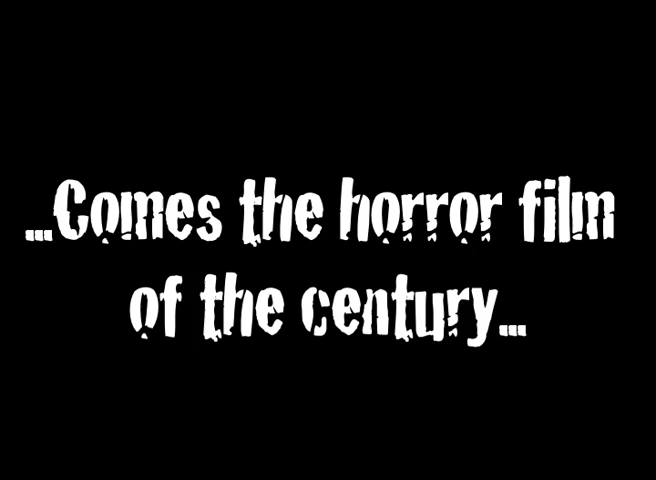 ...Comes the horror film
of the century...